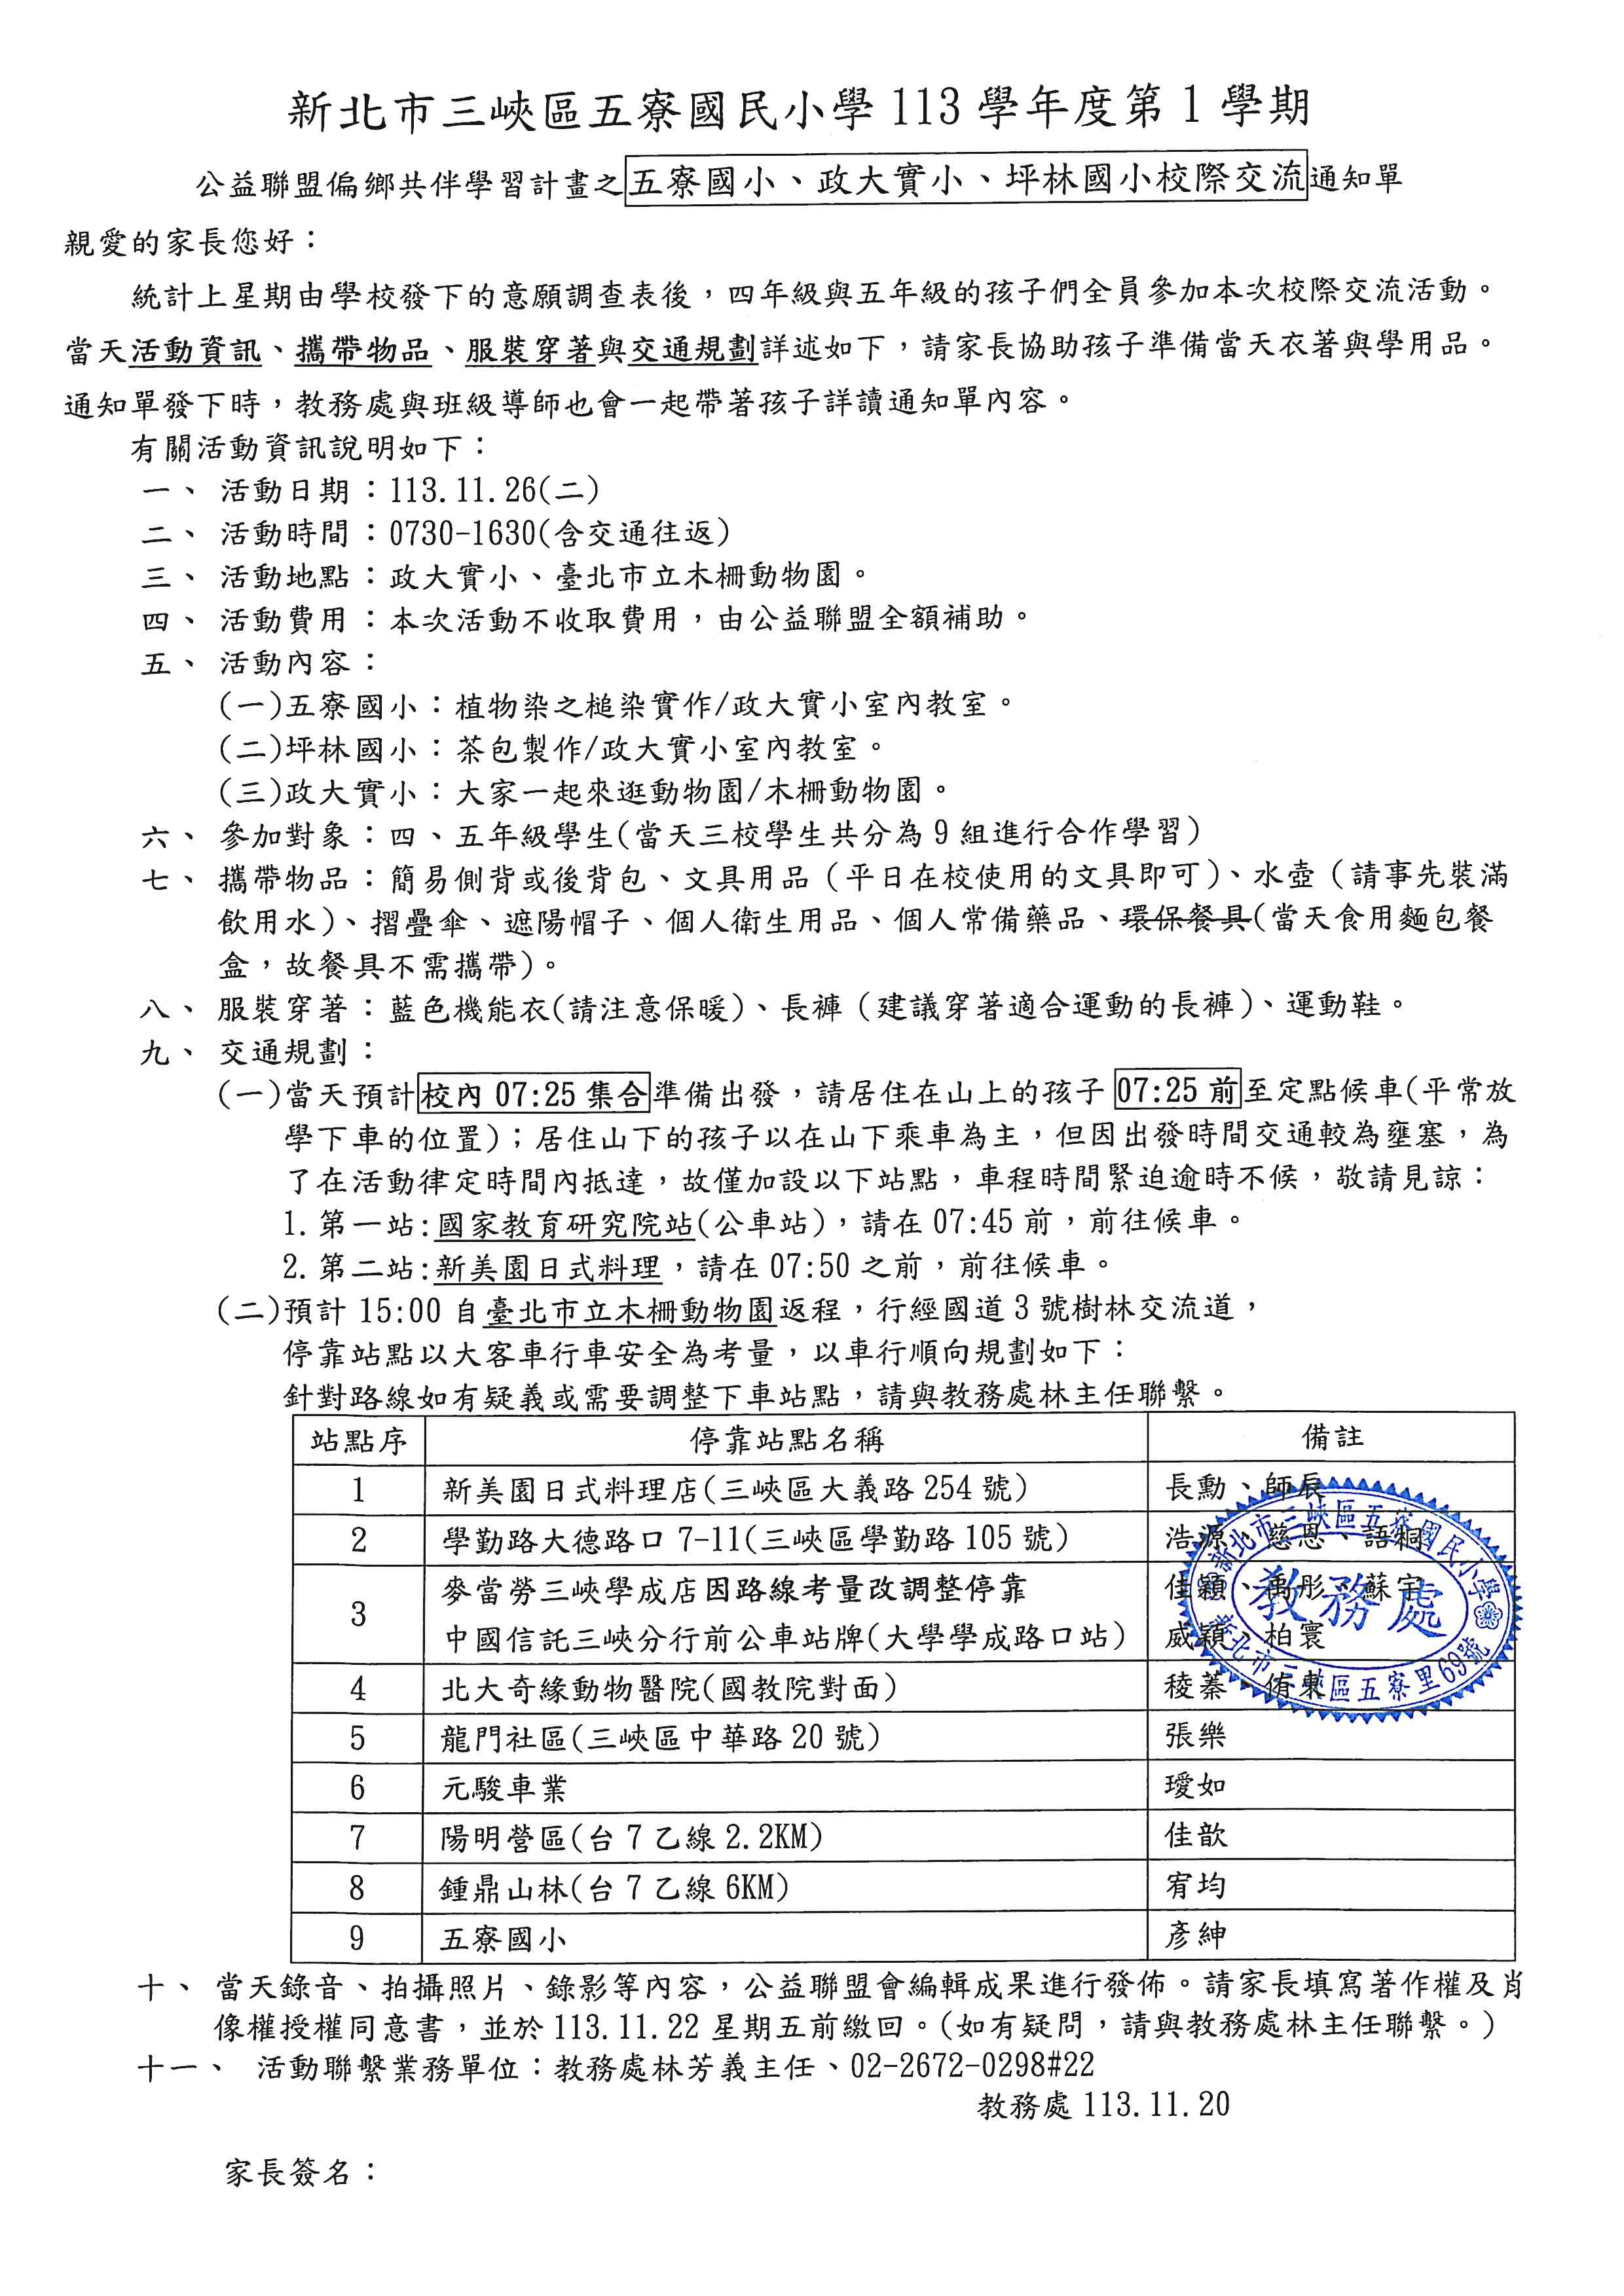 新北市三峽區五寮國民小學 113 學年度第 1 學期
公益聯盟偏鄉共伴學習計畫之五寮國小、政大實小、坪林國小校際交流通知單
親愛的家長您好：
統計上星期由學校發下的意願調查表後，四年級與五年級的孩子們全員參加本次校際交流活動。
當天活動資訊、攜帶物品、服裝穿著與交通規劃詳述如下，請家長協助孩子準備當天衣著與學用品。
通知單發下時，教務處與班級導師也會一起帶著孩子詳讀通知單內容。
有關活動資訊說明如下：
一、 活動日期：113.11.26(二)
二、 活動時間：0730-1630(含交通往返)
三、 活動地點：政大實小、臺北市立木柵動物園。
四、 活動費用：本次活動不收取費用，由公益聯盟全額補助。
五、 活動內容：
(一)五寮國小：植物染之槌染實作/政大實小室內教室。
(二)坪林國小：茶包製作/政大實小室內教室。
(三)政大實小：大家一起來逛動物園/木柵動物園。
六、 參加對象：四、五年級學生(當天三校學生共分為 9 組進行合作學習)
七、 攜帶物品：簡易側背或後背包、文具用品（平日在校使用的文具即可)、水壺（請事先裝滿
飲用水)、摺疊傘、遮陽帽子、個人衛生用品、個人常備藥品、環保餐具(當天食用麵包餐
盒，故餐具不需攜帶)。
八、 服裝穿著：藍色機能衣(請注意保暖)、長褲（建議穿著適合運動的長褲)、運動鞋。
九、 交通規劃：
(一)當天預計校內 07:25 集合準備出發，請居住在山上的孩子 07:25 前至定點候車(平常放
學下車的位置)；居住山下的孩子以在山下乘車為主，但因出發時間交通較為壅塞，為
了在活動律定時間內抵達，故僅加設以下站點，車程時間緊迫逾時不候，敬請見諒：
1.第一站:國家教育研究院站(公車站)，請在 07:45 前，前往候車。
2.第二站:新美園日式料理，請在 07:50 之前，前往候車。
(二)預計 15:00 自臺北市立木柵動物園返程，行經國道 3 號樹林交流道，
停靠站點以大客車行車安全為考量，以車行順向規劃如下：
針對路線如有疑義或需要調整下車站點，請與教務處林主任聯繫。
站點序 停靠站點名稱 備註
1 新美園日式料理店(三峽區大義路 254 號) 長勳、師辰
2 學勤路大德路口 7-11(三峽區學勤路 105 號) 浩源、慈恩、語桐
3 麥當勞三峽學成店因路線考量改調整停靠 佳穎、禹彤、蘇宇
中國信託三峽分行前公車站牌(大學學成路口站) 威穎、柏寰
4 北大奇緣動物醫院(國教院對面) 稜蓁、侑東
5 龍門社區(三峽區中華路 20 號) 張樂
6 元駿車業 璦如
7 陽明營區(台 7 乙線 2.2KM) 佳歆
8 鍾鼎山林(台 7 乙線 6KM) 宥均
9 五寮國小 彥紳
新北市三峽區五寮國民小學
教務處
新北市三峽區五寮里69號
十、 當天錄音、拍攝照片、錄影等內容，公益聯盟會編輯成果進行發佈。請家長填寫著作權及肖
像權授權同意書，並於 113.11.22 星期五前繳回。(如有疑問，請與教務處林主任聯繫。)
十一、 活動聯繫業務單位：教務處林芳義主任、02-2672-0298#22
教務處 113.11.20
家長簽名：